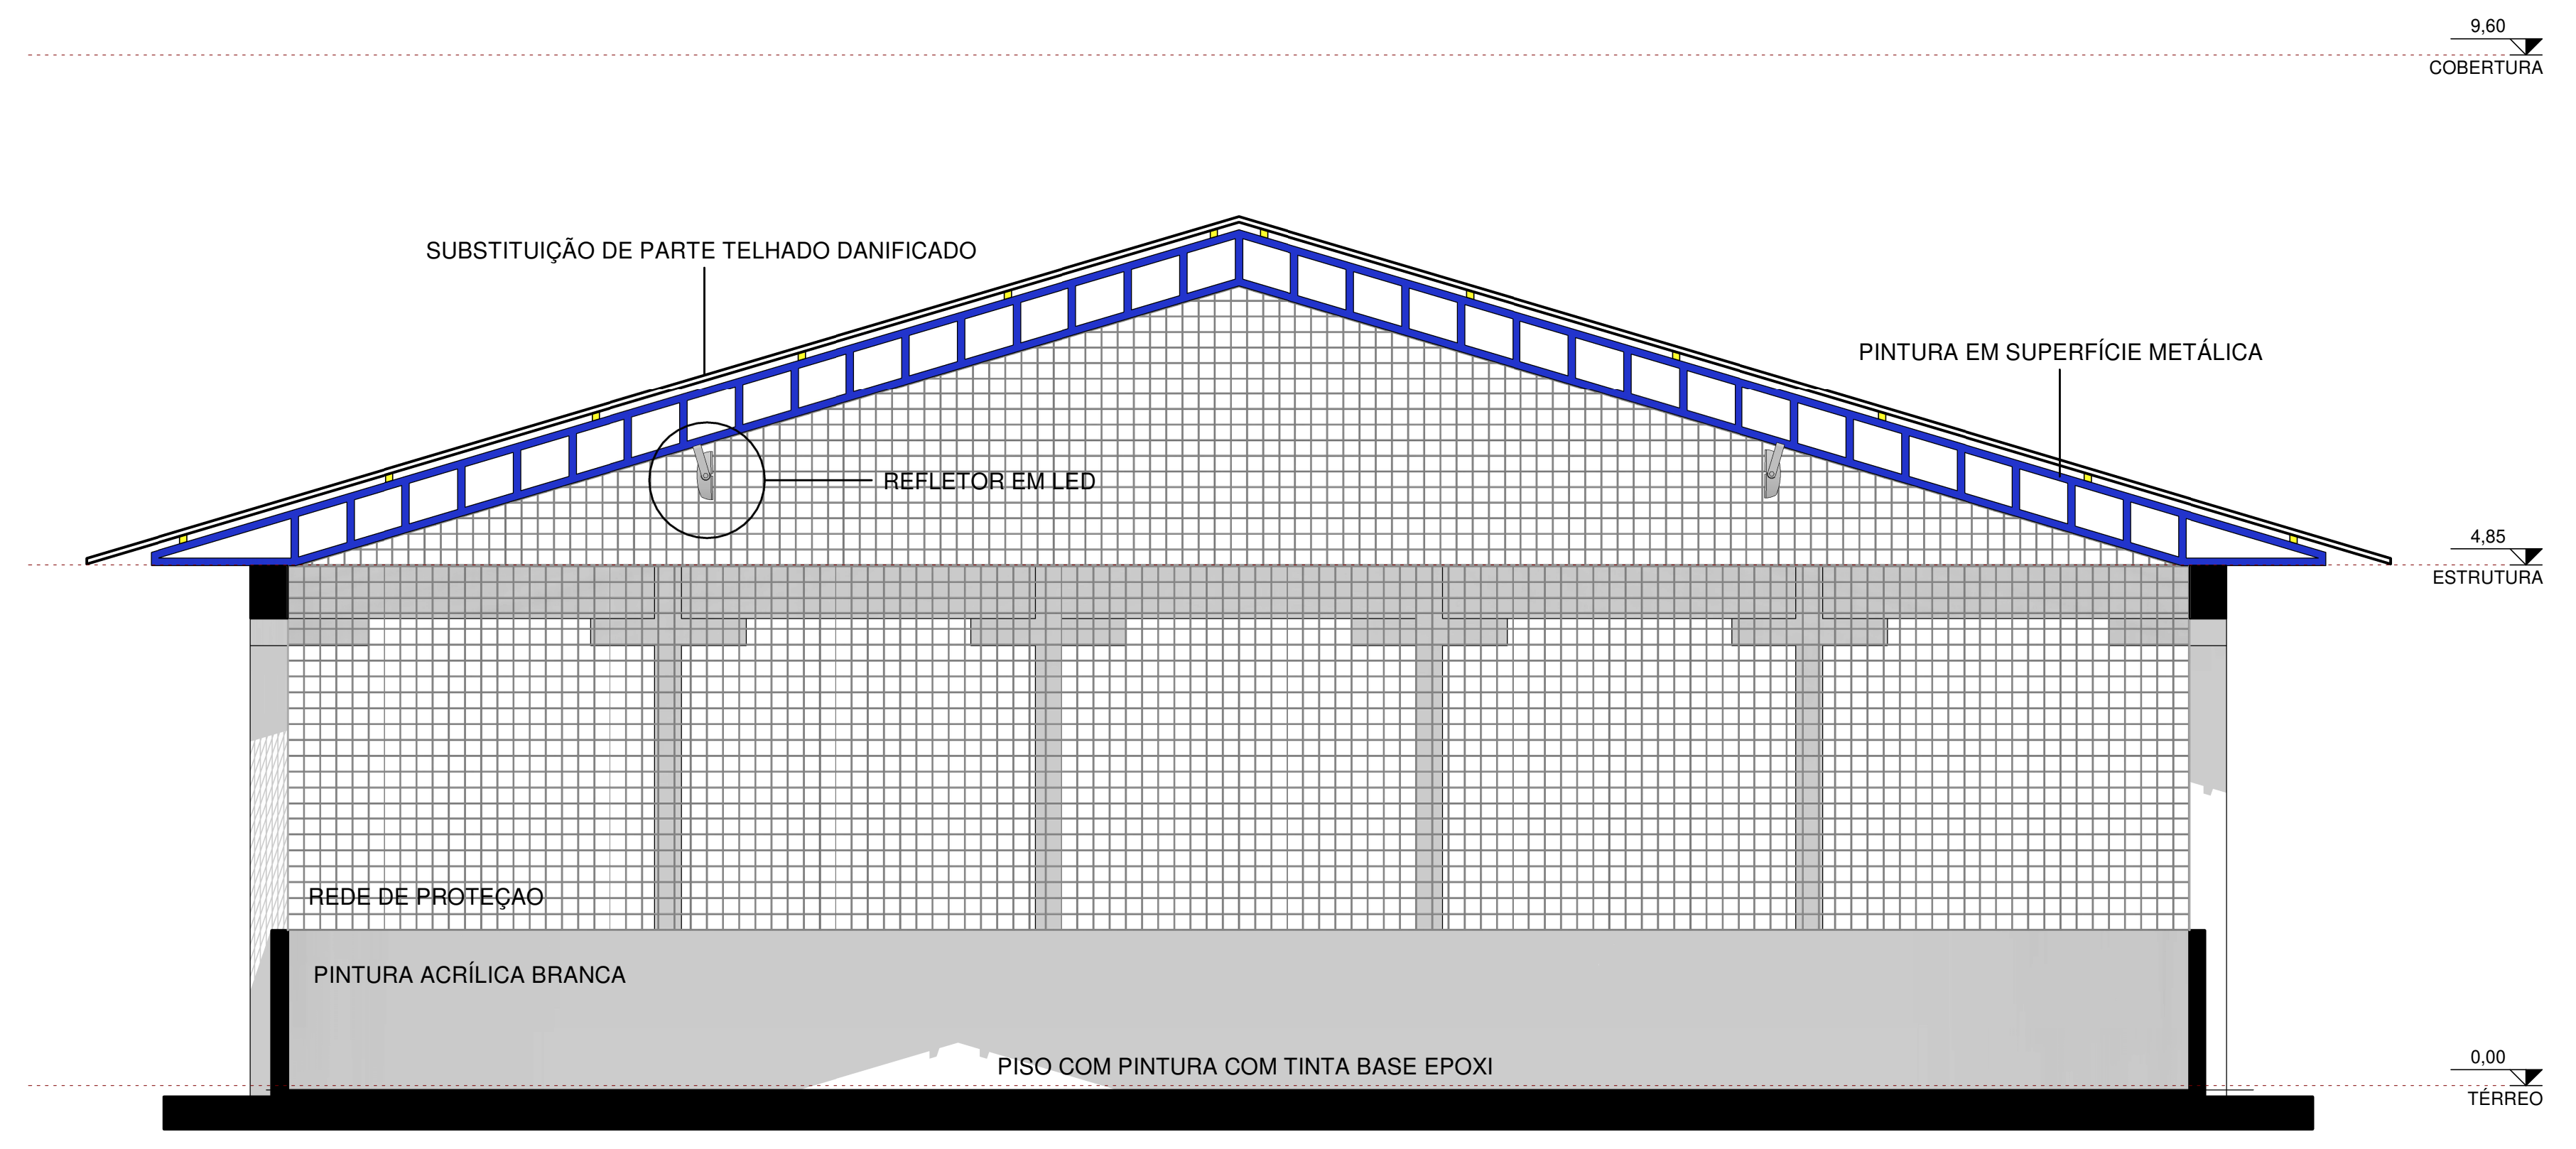 9,60
COBERTURA
SUBSTITUIÇÃO DE PARTE TELHADO DANIFICADO
PINTURA EM SUPERFÍCIE METÁLICA
REFLETOR EM LED
4,85
ESTRUTURA
REDE DE PROTEÇAO
PINTURA ACRÍLICA BRANCA
PISO COM PINTURA COM TINTA BASE EPOXI
0,00
TÉRREO